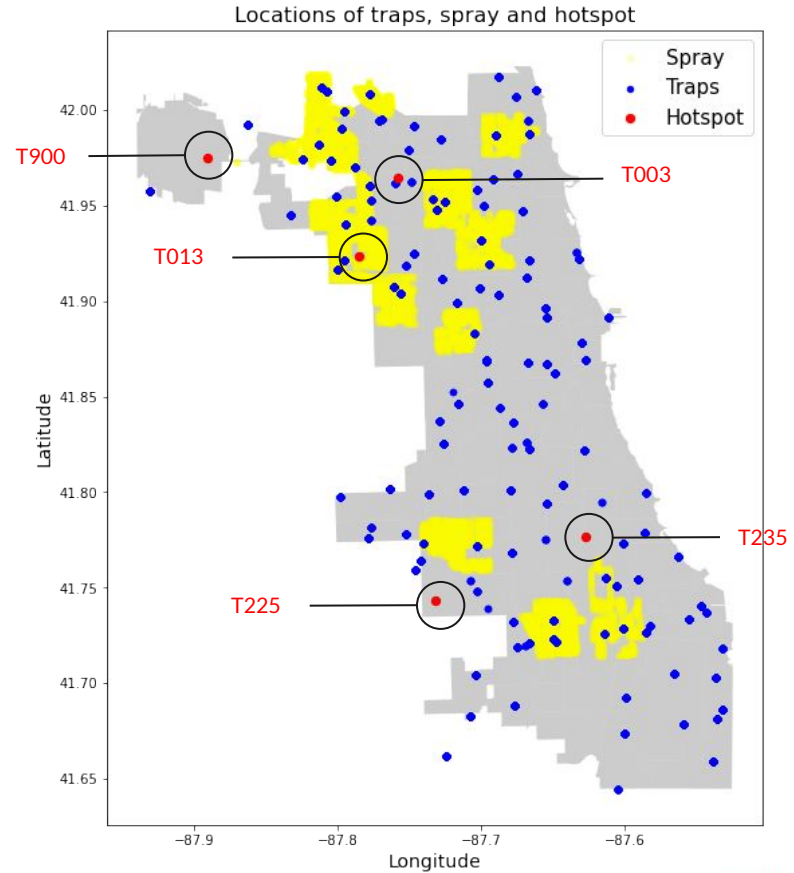 Locations of traps, spray and hotspot
Spray
Traps
Hotspot
T900
T003
T013
T235
T225
42.00
41.95
41.90
41.85
41.80
41.75
41.70
41.65
Latitude
−87.9
−87.8
−87.7
−87.6
Longitude